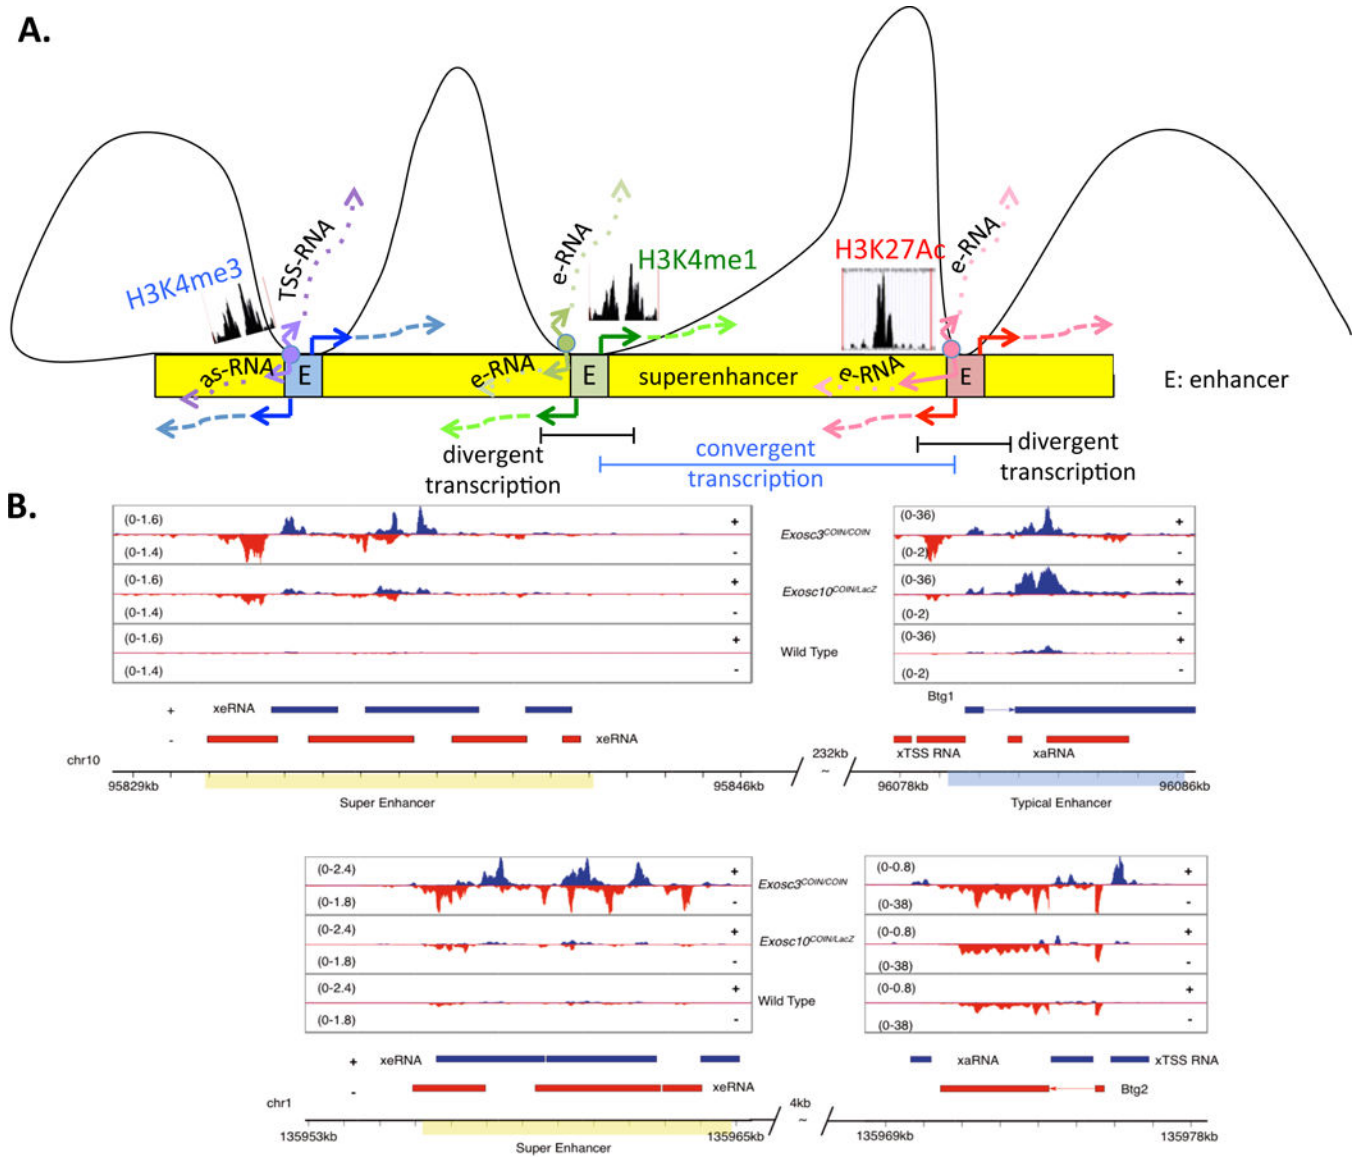 A.
H3K4me3
TSS-RNA
as-RNA
E
e-RNA
H3K4me1
e-RNA
E
superenhancer
H3K27Ac
e-RNA
e-RNA
E
E: enhancer
divergent
transcription
convergent
transcription
divergent
transcription
B.
(0-1.6) +
(0-1.4) -
Exosc3COIN/COIN
(0-36) +
(0-2) -
(0-1.6) +
(0-1.4) -
Exosc10COIN/LacZ
(0-36) +
(0-2) -
(0-1.6) +
(0-1.4) -
Wild Type
(0-36) +
(0-2) -
+ xeRNA
- xeRNA
Btg1
xTSS RNA xaRNA
chr10
95829kb 95846kb
232kb
~
96078kb 96086kb
Super Enhancer
Typical Enhancer
(0-2.4) +
(0-1.8) -
Exosc3COIN/COIN
(0-0.8) +
(0-38) -
(0-2.4) +
(0-1.8) -
Exosc10COIN/LacZ
(0-0.8) +
(0-38) -
(0-2.4) +
(0-1.8) -
Wild Type
(0-0.8) +
(0-38) -
+ xeRNA
- xeRNA
xaRNA xTSS RNA
Btg2
chr1
135953kb 135965kb
4kb
~
135969kb 135978kb
Super Enhancer